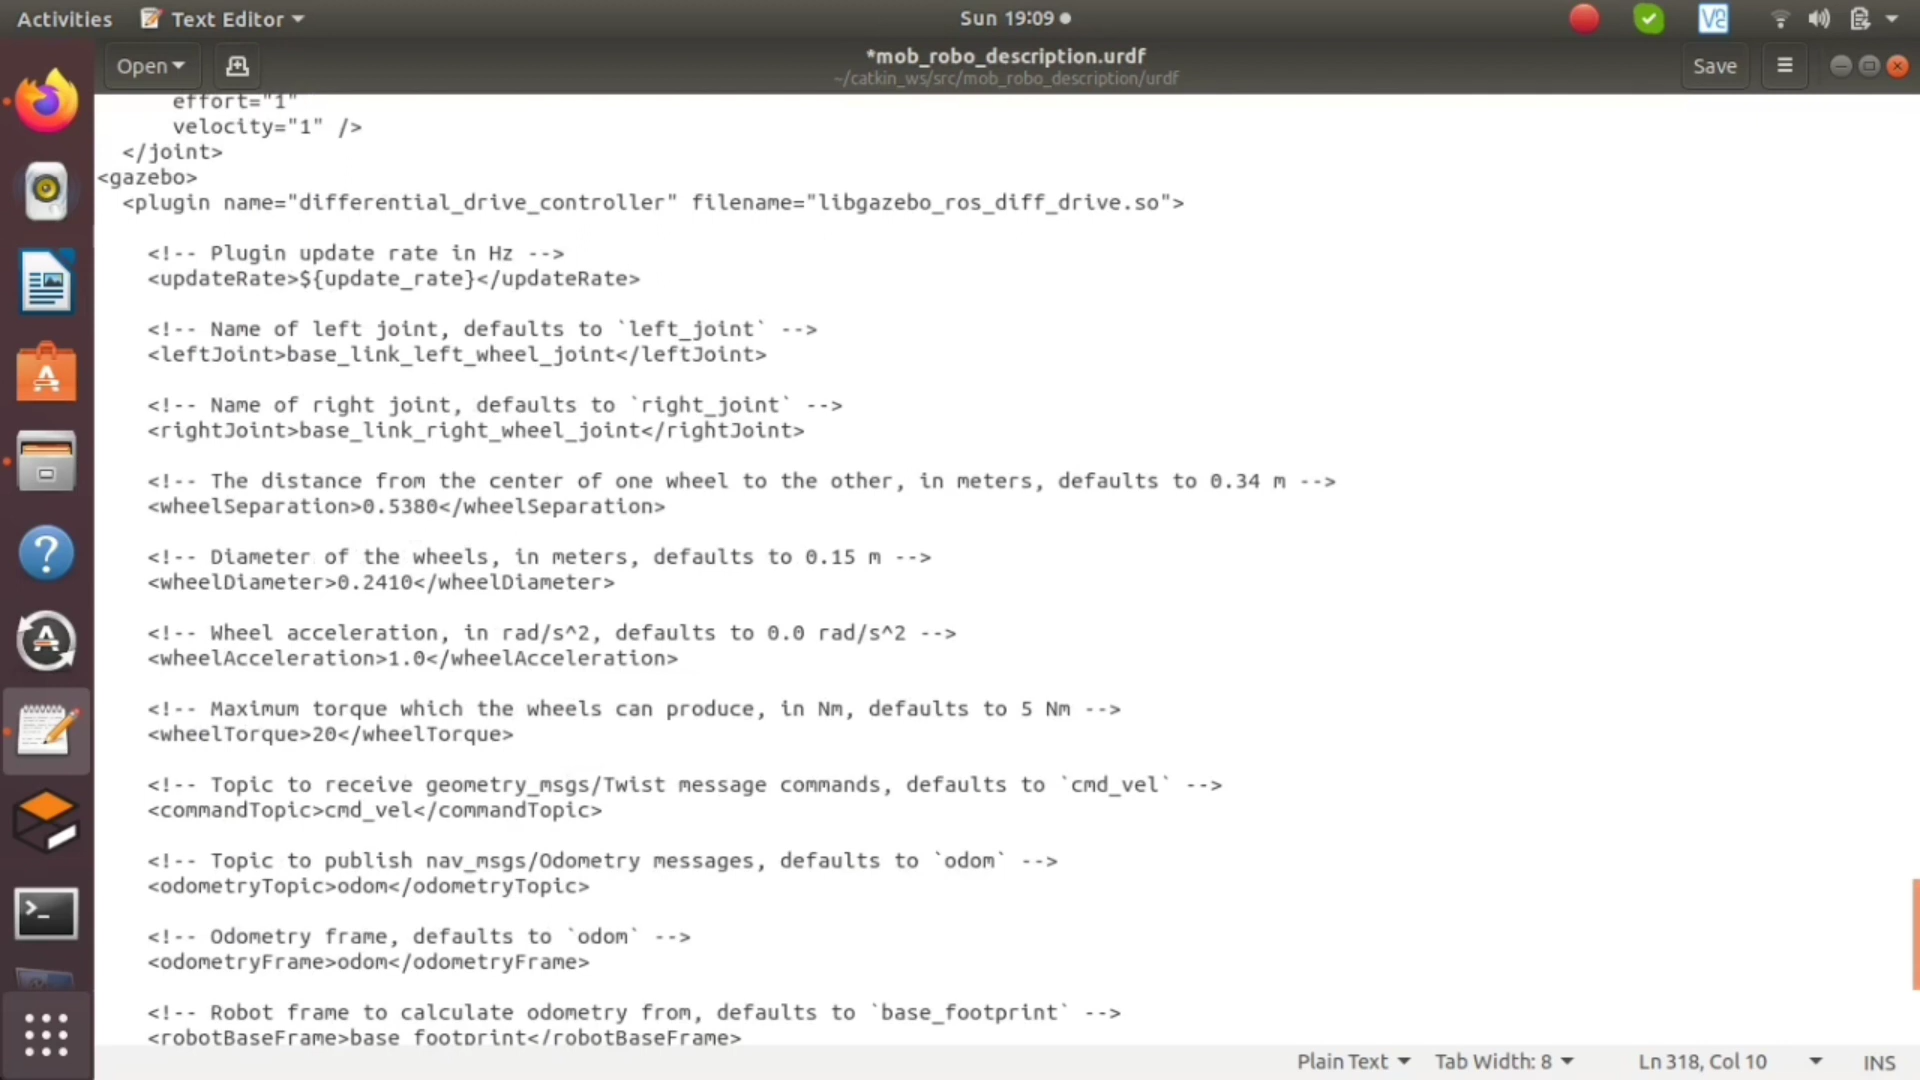 Activities
Text Editor
Sun 19:09
V2
Open
*mob_robo_description.urdf
~/catkin_ws/src/mob_robo_description/urdf
Save
effort="1"
velocity="1" />
</joint>
<gazebo>
<plugin name="differential_drive_controller" filename="libgazebo_ros_diff_drive.so">
<!-- Plugin update rate in Hz -->
<updateRate>${update_rate}</updateRate>
<!-- Name of left joint, defaults to `left_joint` -->
<leftJoint>base_link_left_wheel_joint</leftJoint>
<!-- Name of right joint, defaults to `right_joint` -->
<rightJoint>base_link_right_wheel_joint</rightJoint>
<!-- The distance from the center of one wheel to the other, in meters, defaults to 0.34 m -->
<wheelSeparation>0.5380</wheelSeparation>
<!-- Diameter of the wheels, in meters, defaults to 0.15 m -->
<wheelDiameter>0.2410</wheelDiameter>
<!-- Wheel acceleration, in rad/s^2, defaults to 0.0 rad/s^2 -->
<wheelAcceleration>1.0</wheelAcceleration>
<!-- Maximum torque which the wheels can produce, in Nm, defaults to 5 Nm -->
<wheelTorque>20</wheelTorque>
<!-- Topic to receive geometry_msgs/Twist message commands, defaults to `cmd_vel` -->
<commandTopic>cmd_vel</commandTopic>
<!-- Topic to publish nav_msgs/Odometry messages, defaults to `odom` -->
<odometryTopic>odom</odometryTopic>
<!-- Odometry frame, defaults to `odom` -->
<odometryFrame>odom</odometryFrame>
<!-- Robot frame to calculate odometry from, defaults to `base_footprint` -->
<robotBaseFrame>base_footprint</robotBaseFrame>
Plain Text
Tab Width: 8
Ln 318, Col 10
INS